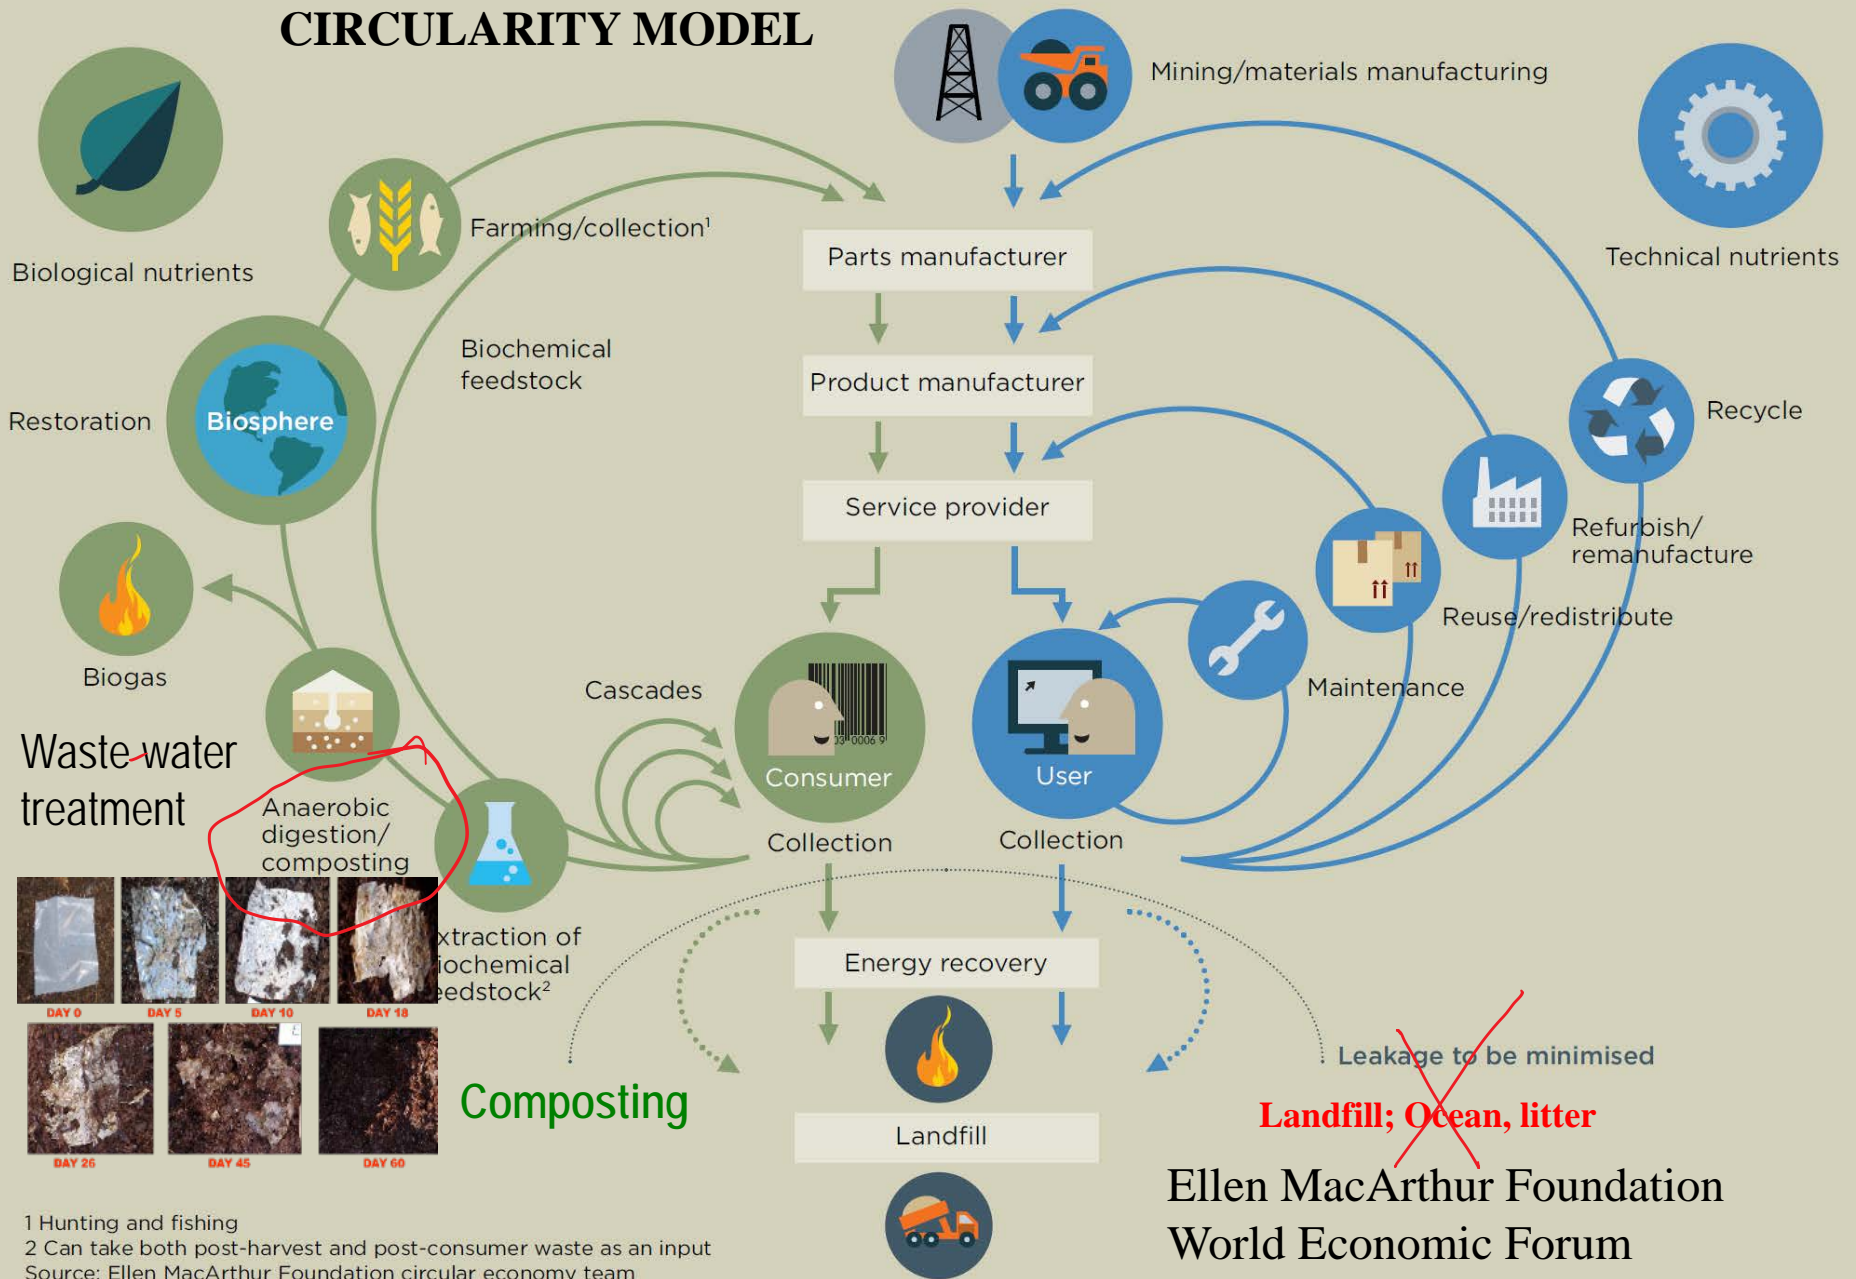 CIRCULARITY MODEL
Mining/materials manufacturing
Biological nutrients
Farming/collection¹
Parts manufacturer
Technical nutrients
Biochemical
feedstock
Product manufacturer
Restoration
Biosphere
Recycle
Service provider
Refurbish/
remanufacture
Reuse/redistribute
Biogas
Cascades
Maintenance
Waste-water
treatment
03 0006 9
Consumer
User
Anaerobic
digestion/
composting
Collection
Collection
xtraction of
iochemical
eedstock²
Energy recovery
DAY 0
DAY 5
DAY 10
DAY 18
Leakage to be minimised
Composting
Landfill; Ocean, litter
Landfill
DAY 26
DAY 45
DAY 60
Ellen MacArthur Foundation
World Economic Forum
1 Hunting and fishing
2 Can take both post-harvest and post-consumer waste as an input
Source: Ellen MacArthur Foundation circular economy team